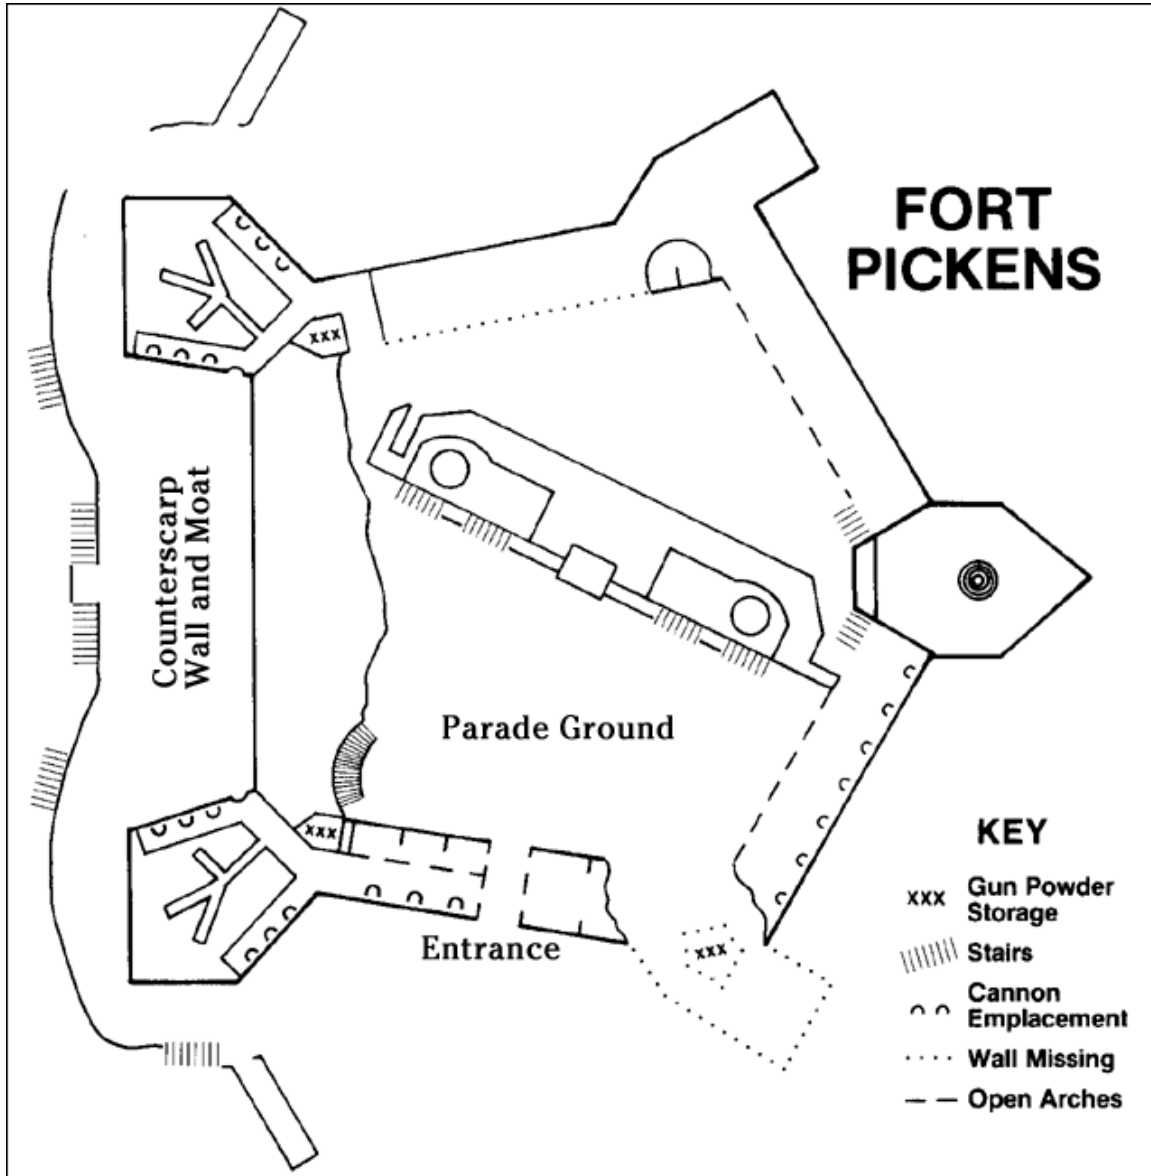 FORT
PICKENS
xxx
Counterscarp
Wall and Moat
Parade Ground
xxx
Entrance
xxx
KEY
xxx Gun Powder
Storage
Stairs
Cannon
Emplacement
Wall Missing
Open Arches